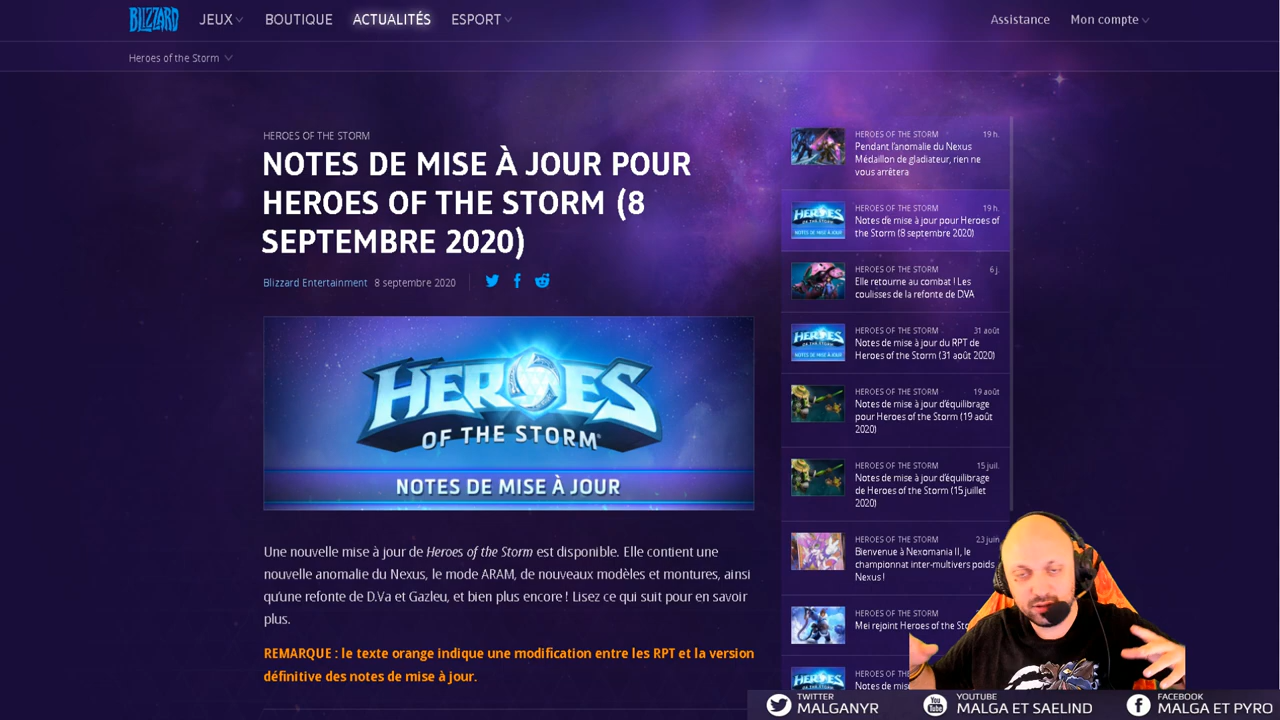 BLIZZARD
JEUX
BOUTIQUE
ACTUALITÉS
ESPORT
Assistance
Mon compte
Heroes of the Storm
HEROES OF THE STORM
NOTES DE MISE À JOUR POUR
HEROES OF THE STORM (8
SEPTEMBRE 2020)
Blizzard Entertainment 8 septembre 2020
HEROES
OF THE STORM
NOTES DE MISE À JOUR
Une nouvelle mise à jour de Heroes of the Storm est disponible. Elle contient une
nouvelle anomalie du Nexus, le mode ARAM, de nouveaux modèles et montures, ainsi
qu'une refonte de D.Va et Gazleu, et bien plus encore ! Lisez ce qui suit pour en savoir
plus.
REMARQUE : le texte orange indique une modification entre les RPT et la version
définitive des notes de mise à jour.
HEROES OF THE STORM 19 h.
Pendant l'anomalie du Nexus
Médaillon de gladiateur, rien ne
vous arrêtera
HEROES OF THE STORM 19 h.
Notes de mise à jour pour Heroes of
the Storm (8 septembre 2020)
HEROES OF THE STORM 6 j.
Elle retourne au combat ! Les
coulisses de la refonte de D.VA
HEROES OF THE STORM 31 août
Notes de mise à jour du RPT de
Heroes of the Storm (31 août 2020)
HEROES OF THE STORM 19 août
Notes de mise à jour d'équilibrage
pour Heroes of the Storm (19 août
2020)
HEROES OF THE STORM 15 juil.
Notes de mise à jour d'équilibrage
de Heroes of the Storm (15 juillet
2020)
HEROES OF THE STORM 23 juin
Bienvenue à Nexomania II, le
championnat inter-multivers poids
Nexus !
HEROES OF THE STORM
Mei rejoint Heroes of the
HEROES OF THE
Notes de
TWITTER
MALGANYR
YOUTUBE
MALGA ET SAELIND
FACEBOOK
MALGA ET PYRO